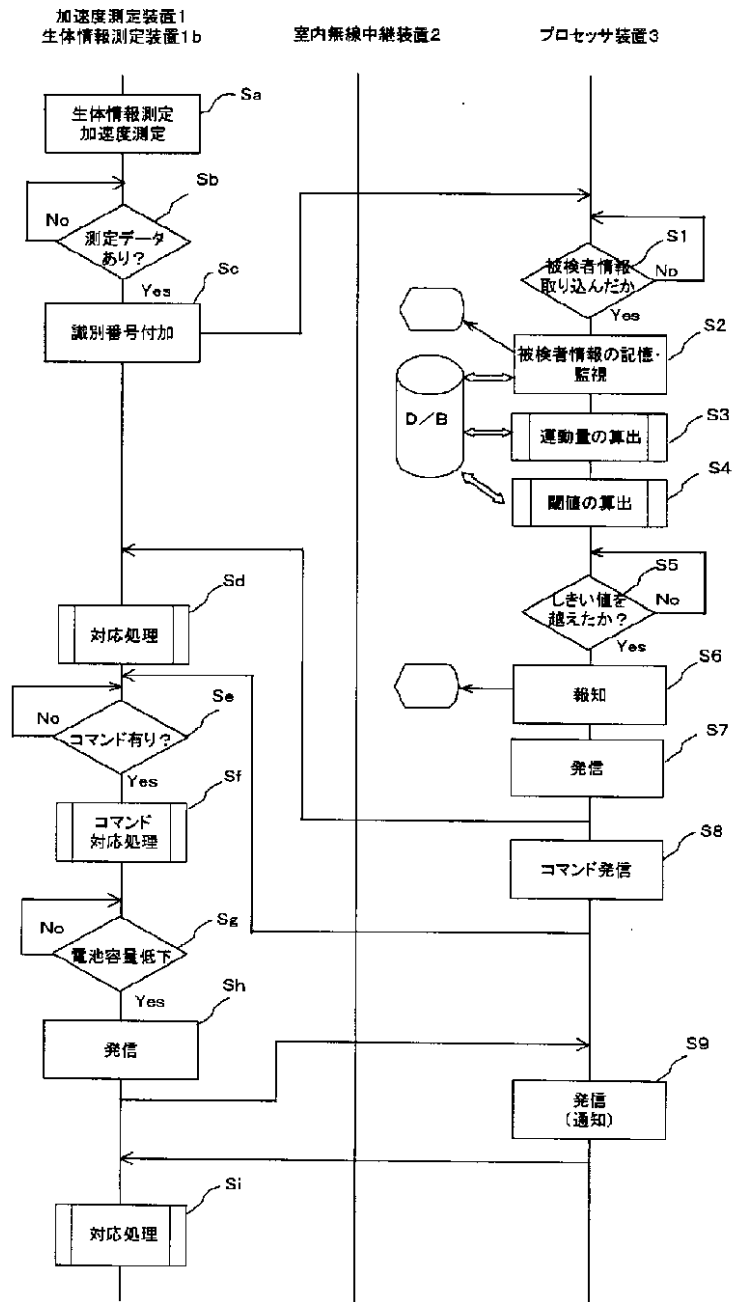 加速度測定装置1
生体情報測定装置1b
室内無線中継装置2
プロセッサ装置3
Sa
生体情報測定
加速度測定
Sb
No
測定データ
あり?
Yes
Sc
識別番号付加
S1
被検者情報
取り込んだか
No
Yes
S2
被検者情報の記憶・
監視
D/B
S3
運動量の算出
S4
閾値の算出
S5
しきい値を
越えたか?
No
Yes
Sd
対応処理
S6
報知
Se
No
コマンド有り?
Yes
S7
発信
Sf
コマンド
対応処理
S8
コマンド発信
No
Sg
電池容量低下
Yes
Sh
発信
S9
発信
(通知)
Si
対応処理